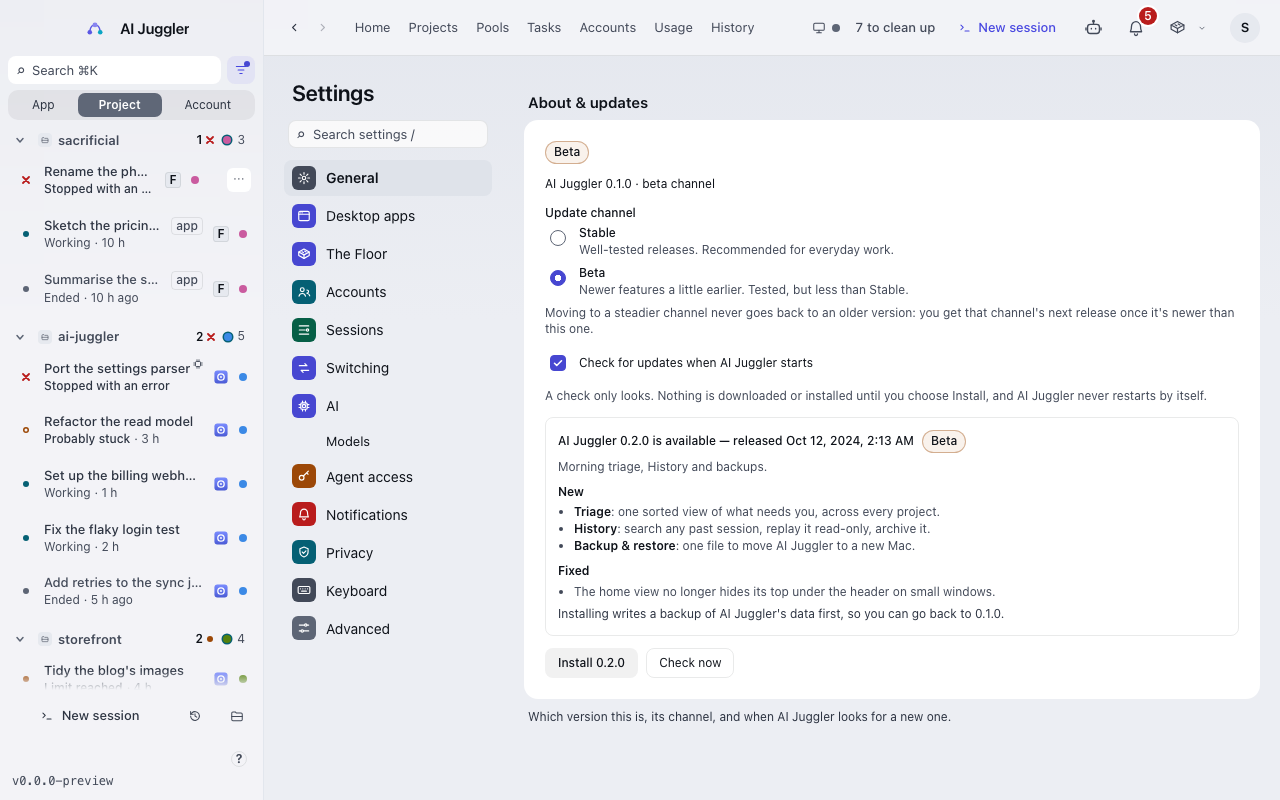 AI Juggler
Search ⌘K
App
Project
Account
sacrificial
1
3
Rename the ph...
Stopped with an ...
F
Sketch the pricin...
app
Working · 10 h
F
Summarise the s...
app
Ended · 10 h ago
F
ai-juggler
2
5
Port the settings parser
Stopped with an error
Refactor the read model
Probably stuck · 3 h
Set up the billing webh...
Working · 1 h
Fix the flaky login test
Working · 2 h
Add retries to the sync j...
Ended · 5 h ago
storefront
2
4
Tidy the blog's images
Limit reached · 4 h
New session
?
v0.0.0-preview
Home
Projects
Pools
Tasks
Accounts
Usage
History
7 to clean up
New session
5
S
Settings
Search settings /
General
Desktop apps
The Floor
Accounts
Sessions
Switching
AI
Models
Agent access
Notifications
Privacy
Keyboard
Advanced
About & updates
Beta
AI Juggler 0.1.0 · beta channel
Update channel
Stable
Well-tested releases. Recommended for everyday work.
Beta
Newer features a little earlier. Tested, but less than Stable.
Moving to a steadier channel never goes back to an older version: you get that channel's next release once it's newer than
this one.
Check for updates when AI Juggler starts
A check only looks. Nothing is downloaded or installed until you choose Install, and AI Juggler never restarts by itself.
AI Juggler 0.2.0 is available — released Oct 12, 2024, 2:13 AM
Beta
Morning triage, History and backups.
New
• Triage: one sorted view of what needs you, across every project.
• History: search any past session, replay it read-only, archive it.
• Backup & restore: one file to move AI Juggler to a new Mac.
Fixed
• The home view no longer hides its top under the header on small windows.
Installing writes a backup of AI Juggler's data first, so you can go back to 0.1.0.
Install 0.2.0
Check now
Which version this is, its channel, and when AI Juggler looks for a new one.